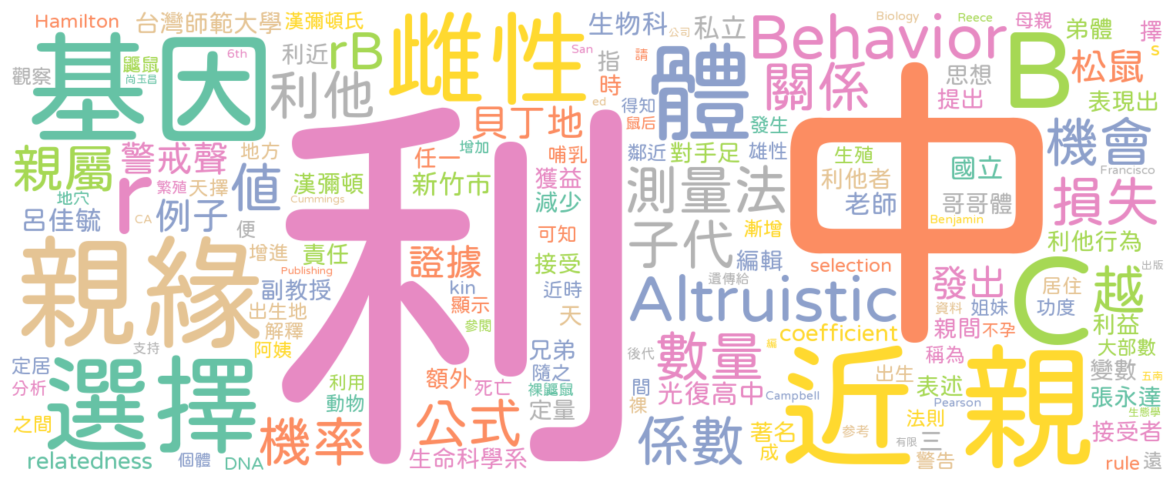 Hamilton
台灣師範大學
漢彌頓氏
生物科
私立
Biology
Reece
母親
弟體
擇
s
基因
雌性
利近
rB
San
公司
請
指
時
Behavior
B
思想
松鼠
觀察
鼴鼠
尚玉昌
6th
利他
ed
得知
鼠后
體
關係
提出
表現出
貝丁地
發生
親屬
警戒聲
地方
值
任一
增加
哺乳
鄰近
對手足
雄性
中
生殖
國立
機會
地穴
r
繁殖
天擇
漢彌頓
Cummings
新竹市
獲益
減少
測量法
利他者
老師
哥哥體
Francisco
呂佳毓
CA
例子
便
利
子代
漸增
Benjamin
損失
親緣
增進
責任
證據
可知
接受
編輯
遺傳給
利他行為
Publishing
副教授
kin
近時
Altruistic
selection
發出
居住
出版
出生地
解釋
顯示
天
C
越
姐妹
資料
功度
支持
阿姨
參閱
coefficient
親間
不孕
利益
定居
選擇
兄弟
後代
數量
編
稱為
大部數
分析
利用
動物
額外
死亡
隨之
裸鼴鼠
間
光復高中
Campbell
近
親
出生
表述
變數
五南
之間
機率
公式
定量
裸
係數
著名
成
參考
法則
Pearson
張永達
生態學
接受者
relatedness
個體
DNA
生命科學系
有限
三
警告
rule
遠